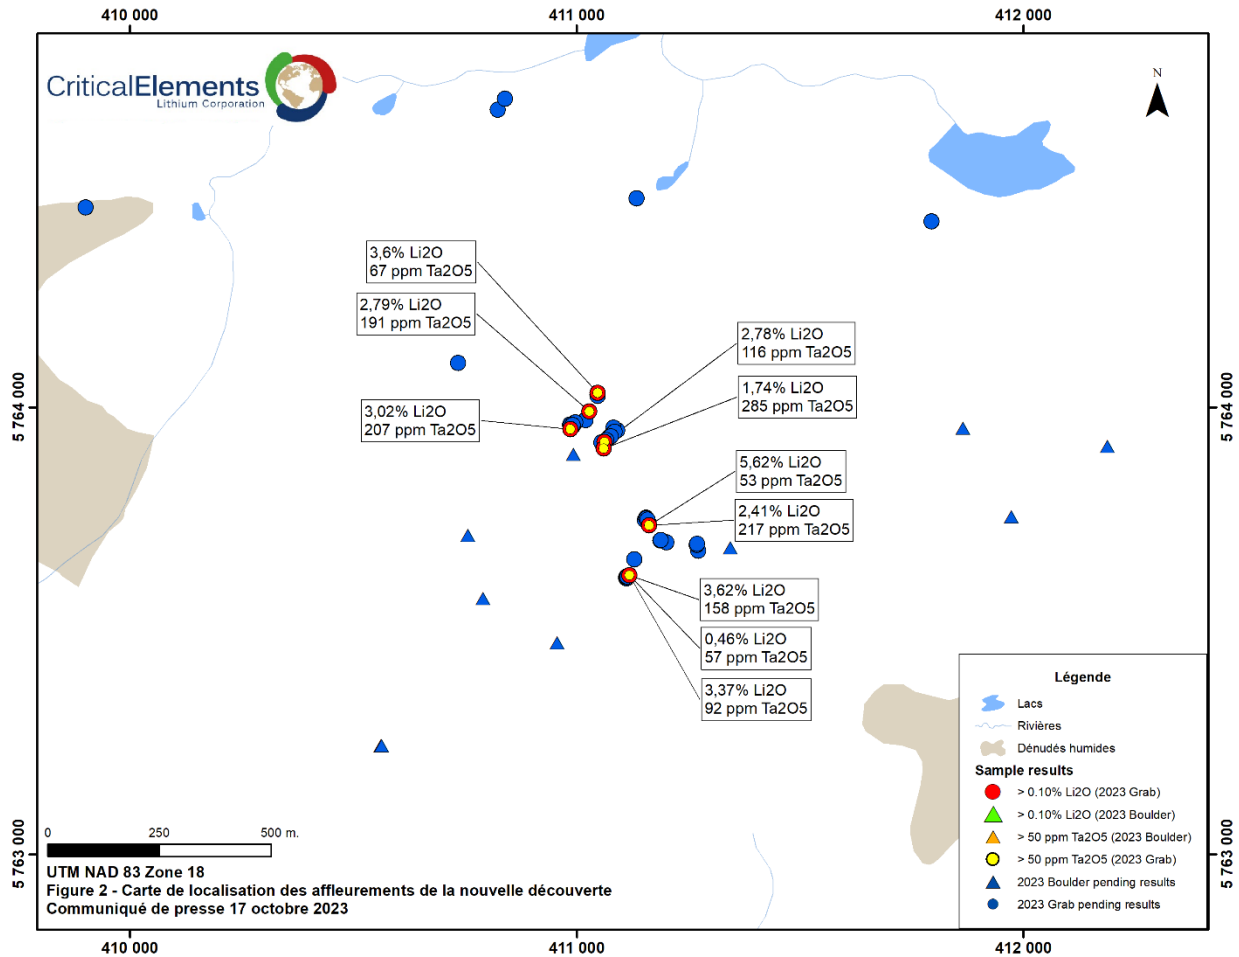 410 000
411 000
412 000
CriticalElements
Lithium Corporation
N
3,6% Li2O
67 ppm Ta2O5
2,79% Li2O
191 ppm Ta2O5
2,78% Li2O
116 ppm Ta2O5
1,74% Li2O
285 ppm Ta2O5
3,02% Li2O
207 ppm Ta2O5
5 764 000
5 764 000
5,62% Li2O
53 ppm Ta2O5
2,41% Li2O
217 ppm Ta2O5
3,62% Li2O
158 ppm Ta2O5
0,46% Li2O
57 ppm Ta2O5
3,37% Li2O
92 ppm Ta2O5
Légende
Lacs
Rivières
Dénudés humides
Sample results
> 0.10% Li2O (2023 Grab)
> 0.10% Li2O (2023 Boulder)
> 50 ppm Ta2O5 (2023 Boulder)
> 50 ppm Ta2O5 (2023 Grab)
2023 Boulder pending results
2023 Grab pending results
5 763 000
5 763 000
0 250 500 m.
UTM NAD 83 Zone 18
Figure 2 - Carte de localisation des affleurements de la nouvelle découverte
Communiqué de presse 17 octobre 2023
410 000
411 000
412 000